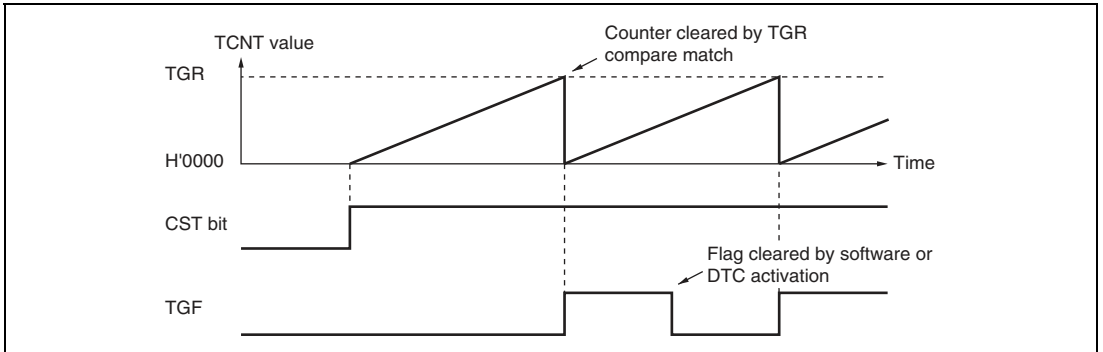 TCNT value
Counter cleared by TGR
compare match
TGR
H'0000
Time
CST bit
Flag cleared by software or
DTC activation
TGF